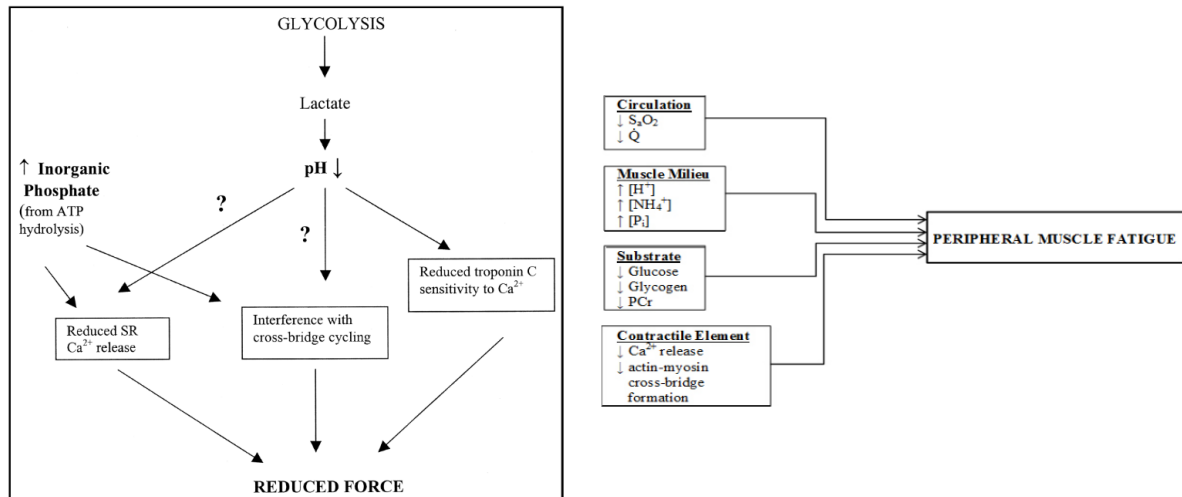 GLYCOLYSIS
Lactate
pH ↓
↑ Inorganic
Phosphate
(from ATP
hydrolysis)
?
?
Reduced troponin C
sensitivity to Ca²⁺
Reduced SR
Ca²⁺ release
Interference with
cross-bridge cycling
REDUCED FORCE
Circulation
↓ SₐO₂
↓ Q̇
Muscle Milieu
↑ [H⁺]
↑ [NH₄⁺]
↑ [Pᵢ]
Substrate
↓ Glucose
↓ Glycogen
↓ PCr
Contractile Element
↓ Ca²⁺ release
↓ actin-myosin
cross-bridge
formation
PERIPHERAL MUSCLE FATIGUE